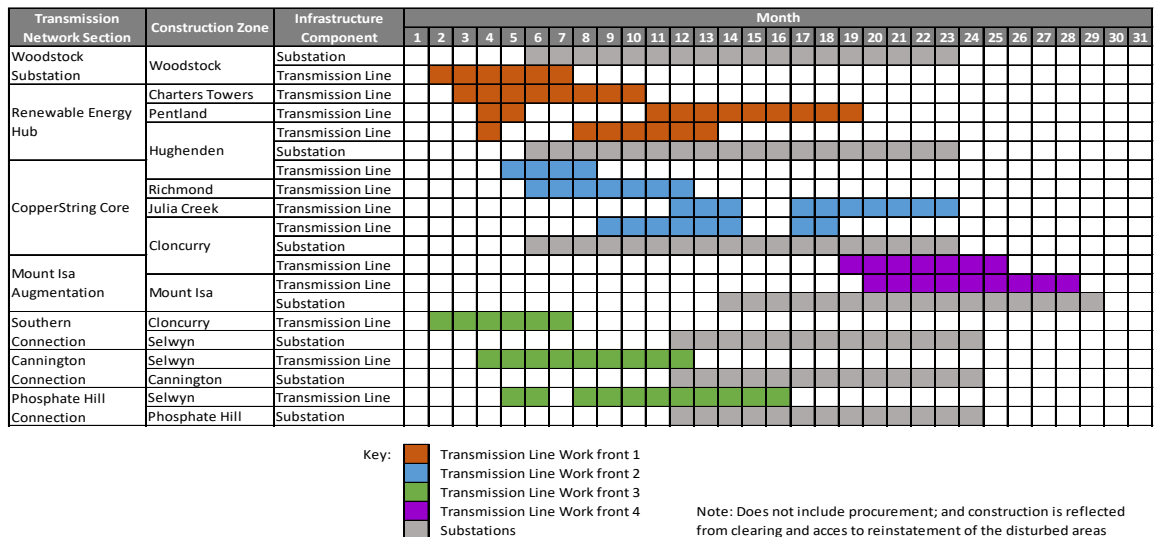 Transmission Network Section Construction Zone Infrastructure Component Month
1 2 3 4 5 6 7 8 9 10 11 12 13 14 15 16 17 18 19 20 21 22 23 24 25 26 27 28 29 30 31
Woodstock Substation Woodstock Substation
Transmission Line
Renewable Energy Hub Charters Towers Transmission Line
Pentland Transmission Line
Hughenden Transmission Line
Substation
CopperString Core Transmission Line
Richmond Transmission Line
Julia Creek Transmission Line
Cloncurry Transmission Line
Substation
Mount Isa Augmentation Transmission Line
Mount Isa Transmission Line
Substation
Southern Connection Cloncurry Transmission Line
Selwyn Substation
Cannington Connection Selwyn Transmission Line
Cannington Substation
Phosphate Hill Connection Selwyn Transmission Line
Phosphate Hill Substation
Key: Transmission Line Work front 1
Transmission Line Work front 2
Transmission Line Work front 3
Transmission Line Work front 4
Substations
Note: Does not include procurement; and construction is reflected
from clearing and acces to reinstatement of the disturbed areas